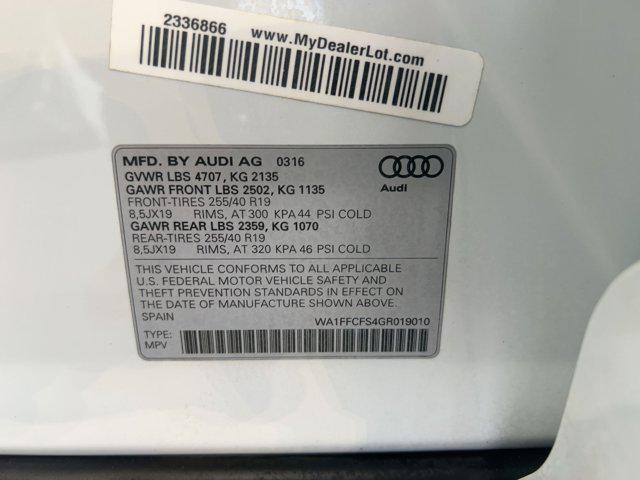 2336866
www.MyDealerLot.com
MFD. BY AUDI AG 0316
GVWR LBS 4707, KG 2135
GAWR FRONT LBS 2502, KG 1135
FRONT-TIRES 255/40 R19
8,5JX19 RIMS, AT 300 KPA 44 PSI COLD
GAWR REAR LBS 2359, KG 1070
REAR-TIRES 255/40 R19
8,5JX19 RIMS, AT 320 KPA 46 PSI COLD
Audi
THIS VEHICLE CONFORMS TO ALL APPLICABLE
U.S. FEDERAL MOTOR VEHICLE SAFETY AND
THEFT PREVENTION STANDARDS IN EFFECT ON
THE DATE OF MANUFACTURE SHOWN ABOVE.
SPAIN WA1FFCFS4GR019010
TYPE:
MPV